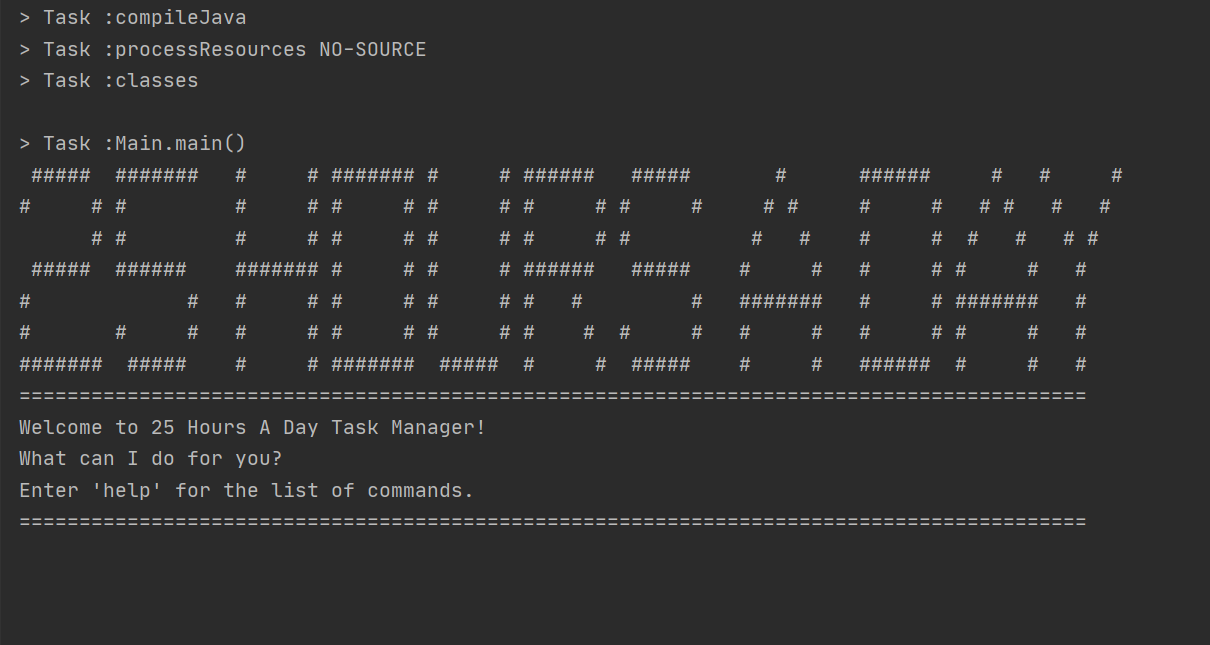 > Task :compileJava
> Task :processResources NO-SOURCE
> Task :classes
> Task :Main.main()
 #####  #######   #     # ####### #     # ######   #####       #      ######     #   #     #
#     # #         #     # #     # #     # #     # #     #     # #     #     #   # #   #   #
      # #         #     # #     # #     # #     # #          #   #    #     #  #   #   # #
 #####  ######    ####### #     # #     # ######   #####    #     #   #     # #     #   #
#             #   #     # #     # #     # #   #         #   #######   #     # #######   #
#       #     #   #     # #     # #     # #    #  #     #   #     #   #     # #     #   #
#######  #####    #     # #######  #####  #     #  #####    #     #   ######  #     #   #
=========================================================================================
Welcome to 25 Hours A Day Task Manager!
What can I do for you?
Enter 'help' for the list of commands.
=========================================================================================